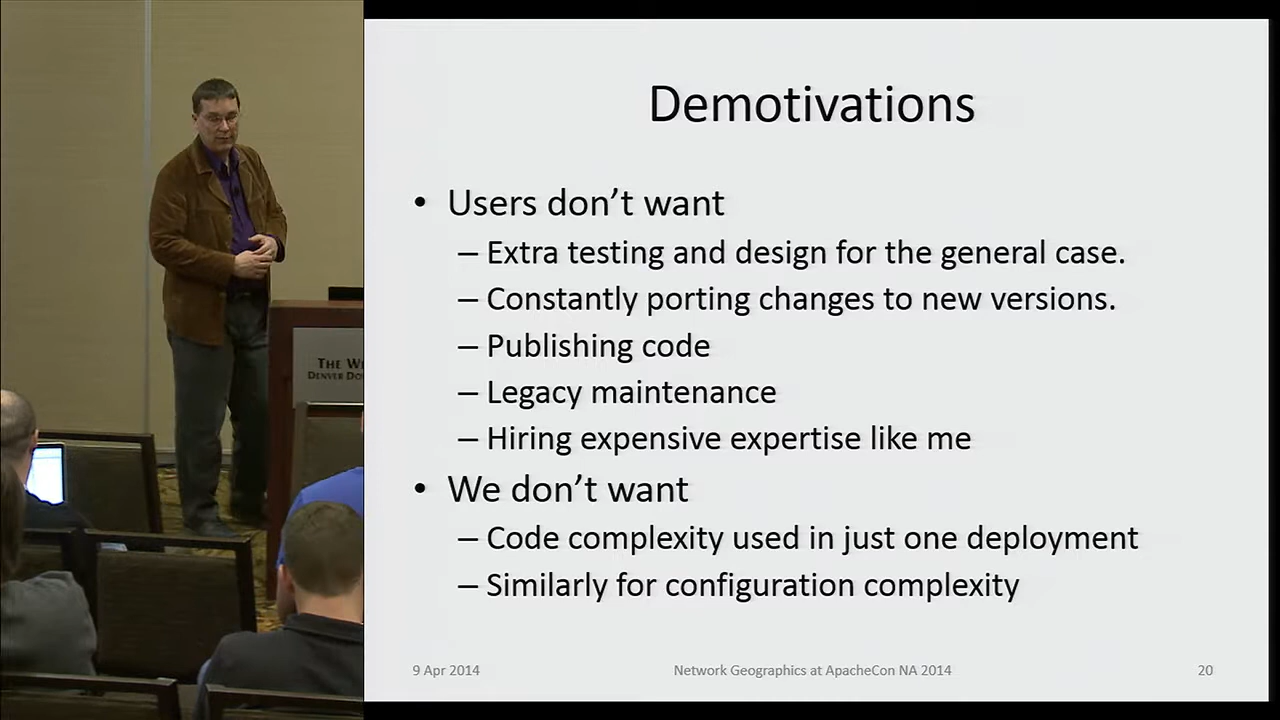 Demotivations
• Users don't want
– Extra testing and design for the general case.
– Constantly porting changes to new versions.
– Publishing code
– Legacy maintenance
– Hiring expensive expertise like me
• We don't want
– Code complexity used in just one deployment
– Similarly for configuration complexity
9 Apr 2014
Network Geographics at ApacheCon NA 2014
20
THE
DENVER